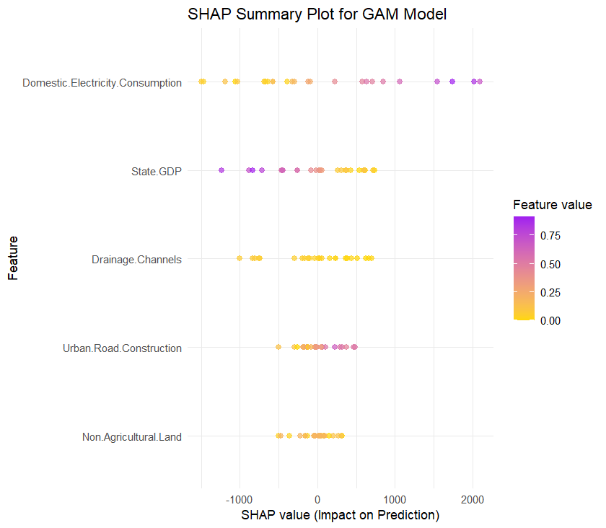 SHAP Summary Plot for GAM Model
Domestic.Electricity.Consumption
State.GDP
Drainage.Channels
Urban.Road.Construction
Non.Agricultural.Land
Feature
-1000 0 1000 2000
SHAP value (Impact on Prediction)
Feature value
0.75
0.50
0.25
0.00